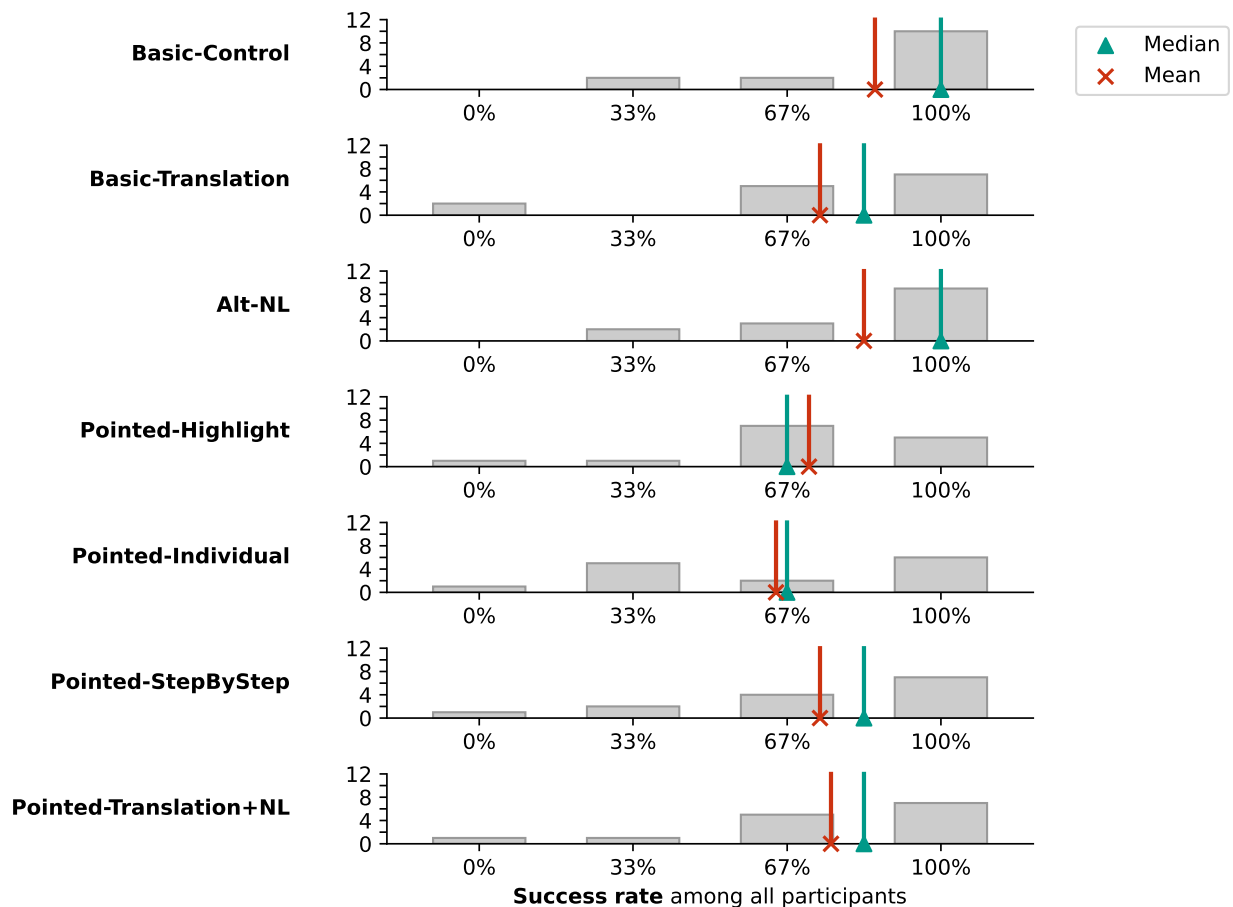 Basic-Control
12
8
4
0
0% 33% 67% 100%
Median
Mean
Basic-Translation
12
8
4
0
0% 33% 67% 100%
Alt-NL
12
8
4
0
0% 33% 67% 100%
Pointed-Highlight
12
8
4
0
0% 33% 67% 100%
Pointed-Individual
12
8
4
0
0% 33% 67% 100%
Pointed-StepByStep
12
8
4
0
0% 33% 67% 100%
Pointed-Translation+NL
12
8
4
0
0% 33% 67% 100%
Success rate among all participants